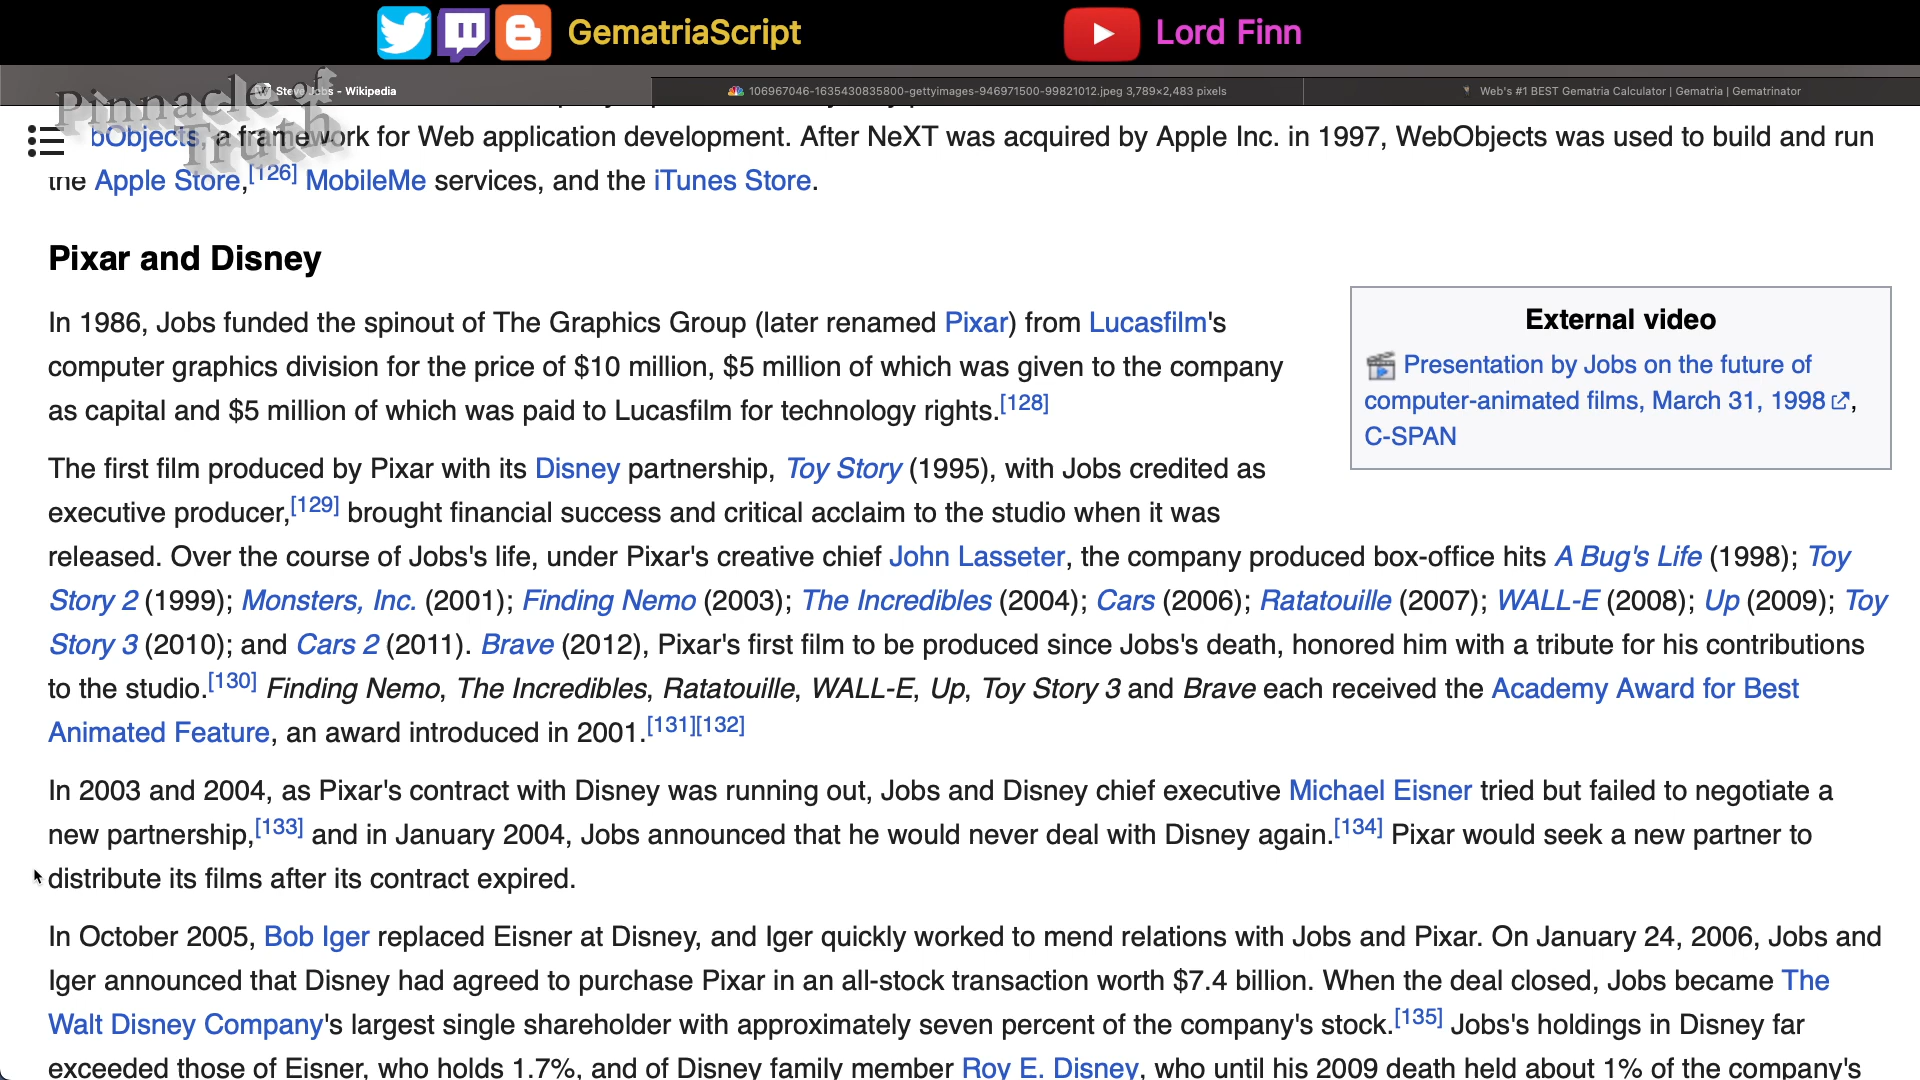 GematriaScript
Lord Finn
Pinnacle of
Truth
Steve Jobs - Wikipedia
106967046-1635430835800-gettyimages-946971500-99821012.jpeg 3,789×2,483 pixels
Web's #1 BEST Gematria Calculator | Gematria | Gematrinator
bObjects, a framework for Web application development. After NeXT was acquired by Apple Inc. in 1997, WebObjects was used to build and run
the Apple Store,[126] MobileMe services, and the iTunes Store.
Pixar and Disney
In 1986, Jobs funded the spinout of The Graphics Group (later renamed Pixar) from Lucasfilm's
computer graphics division for the price of $10 million, $5 million of which was given to the company
as capital and $5 million of which was paid to Lucasfilm for technology rights.[128]
External video
Presentation by Jobs on the future of
computer-animated films, March 31, 1998,
C-SPAN
The first film produced by Pixar with its Disney partnership, Toy Story (1995), with Jobs credited as
executive producer,[129] brought financial success and critical acclaim to the studio when it was
released. Over the course of Jobs's life, under Pixar's creative chief John Lasseter, the company produced box-office hits A Bug's Life (1998); Toy
Story 2 (1999); Monsters, Inc. (2001); Finding Nemo (2003); The Incredibles (2004); Cars (2006); Ratatouille (2007); WALL-E (2008); Up (2009); Toy
Story 3 (2010); and Cars 2 (2011). Brave (2012), Pixar's first film to be produced since Jobs's death, honored him with a tribute for his contributions
to the studio.[130] Finding Nemo, The Incredibles, Ratatouille, WALL-E, Up, Toy Story 3 and Brave each received the Academy Award for Best
Animated Feature, an award introduced in 2001.[131][132]
In 2003 and 2004, as Pixar's contract with Disney was running out, Jobs and Disney chief executive Michael Eisner tried but failed to negotiate a
new partnership,[133] and in January 2004, Jobs announced that he would never deal with Disney again.[134] Pixar would seek a new partner to
distribute its films after its contract expired.
In October 2005, Bob Iger replaced Eisner at Disney, and Iger quickly worked to mend relations with Jobs and Pixar. On January 24, 2006, Jobs and
Iger announced that Disney had agreed to purchase Pixar in an all-stock transaction worth $7.4 billion. When the deal closed, Jobs became The
Walt Disney Company's largest single shareholder with approximately seven percent of the company's stock.[135] Jobs's holdings in Disney far
exceeded those of Eisner, who holds 1.7%, and of Disney family member Roy E. Disney, who until his 2009 death held about 1% of the company's